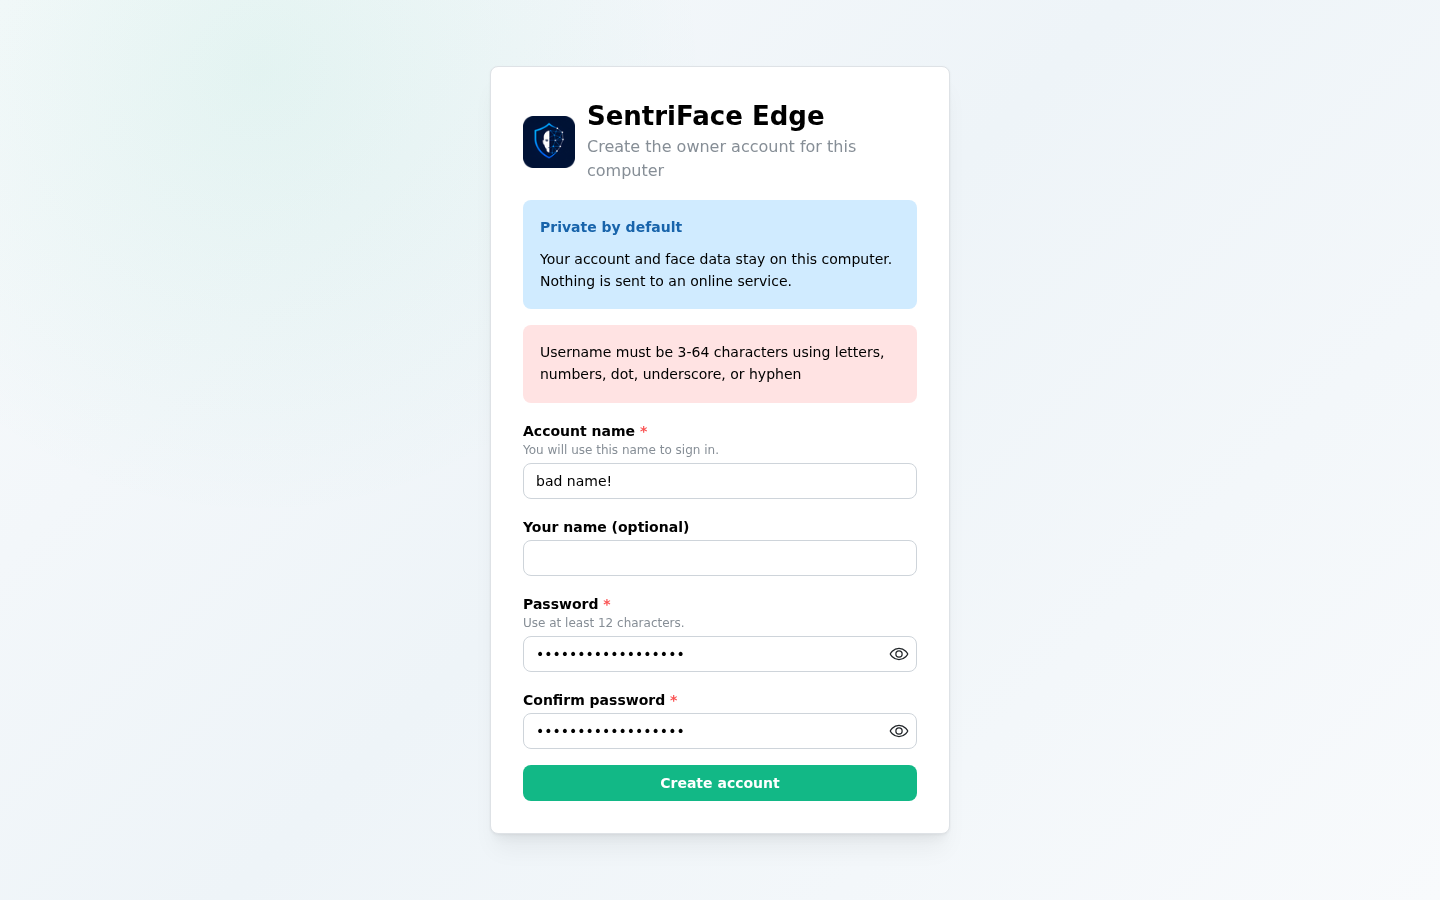 SentriFace Edge
Create the owner account for this
computer
Private by default
Your account and face data stay on this computer.
Nothing is sent to an online service.
Username must be 3-64 characters using letters,
numbers, dot, underscore, or hyphen
Account name *
You will use this name to sign in.
bad name!
Your name (optional)
Password *
Use at least 12 characters.
••••••••••••••••••
Confirm password *
••••••••••••••••••
Create account